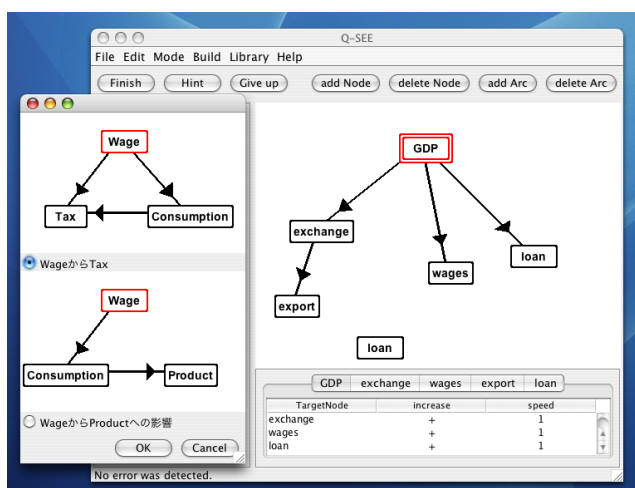 Q-SEE
File Edit Mode Build Library Help
Finish Hint Give up add Node delete Node add Arc delete Arc
Wage
Tax Consumption
WageからTax
Wage
Consumption Product
WageからProductへの影響
OK Cancel
GDP
exchange
wages
loan
export
loan
GDP exchange wages export loan
TargetNode increase speed
exchange + 1
wages + 1
loan + 1
No error was detected.